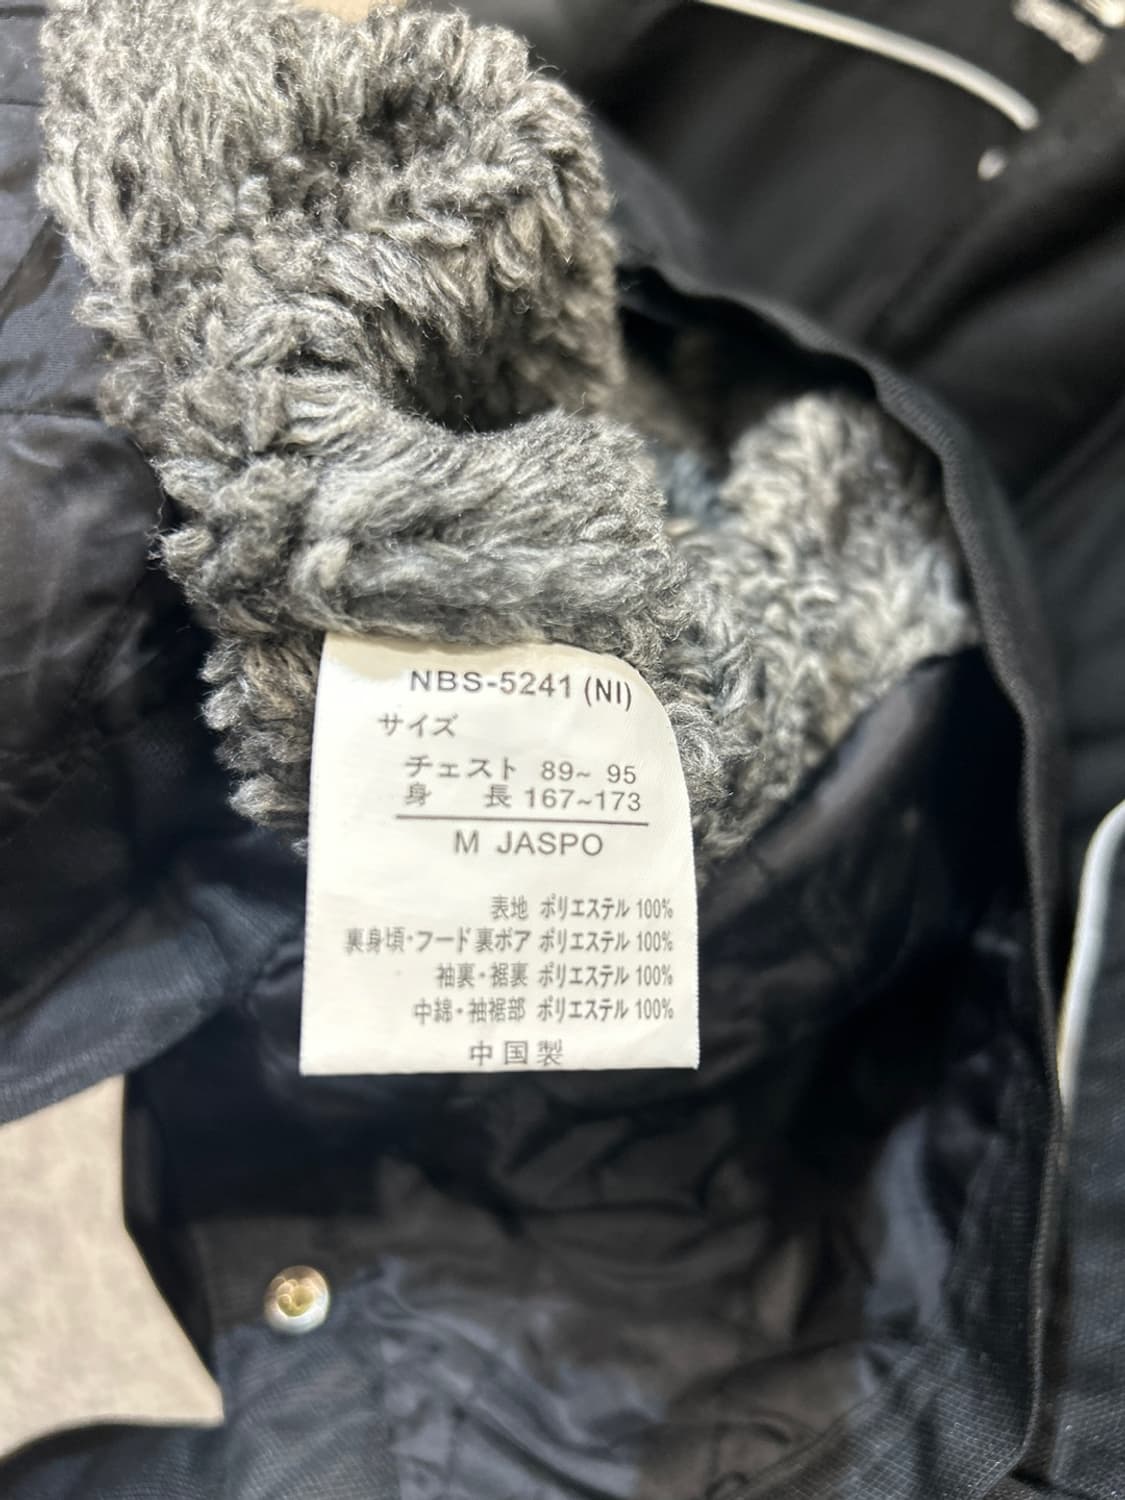 NBS-5241 (NI)
サイズ
チェスト 89~ 95
身 長 167~173
M JASPO
表地 ポリエステル 100%
裏身頃・フード裏ボア ポリエステル 100%
袖裏・裾裏 ポリエステル 100%
中綿・袖裾部 ポリエステル 100%
中国製